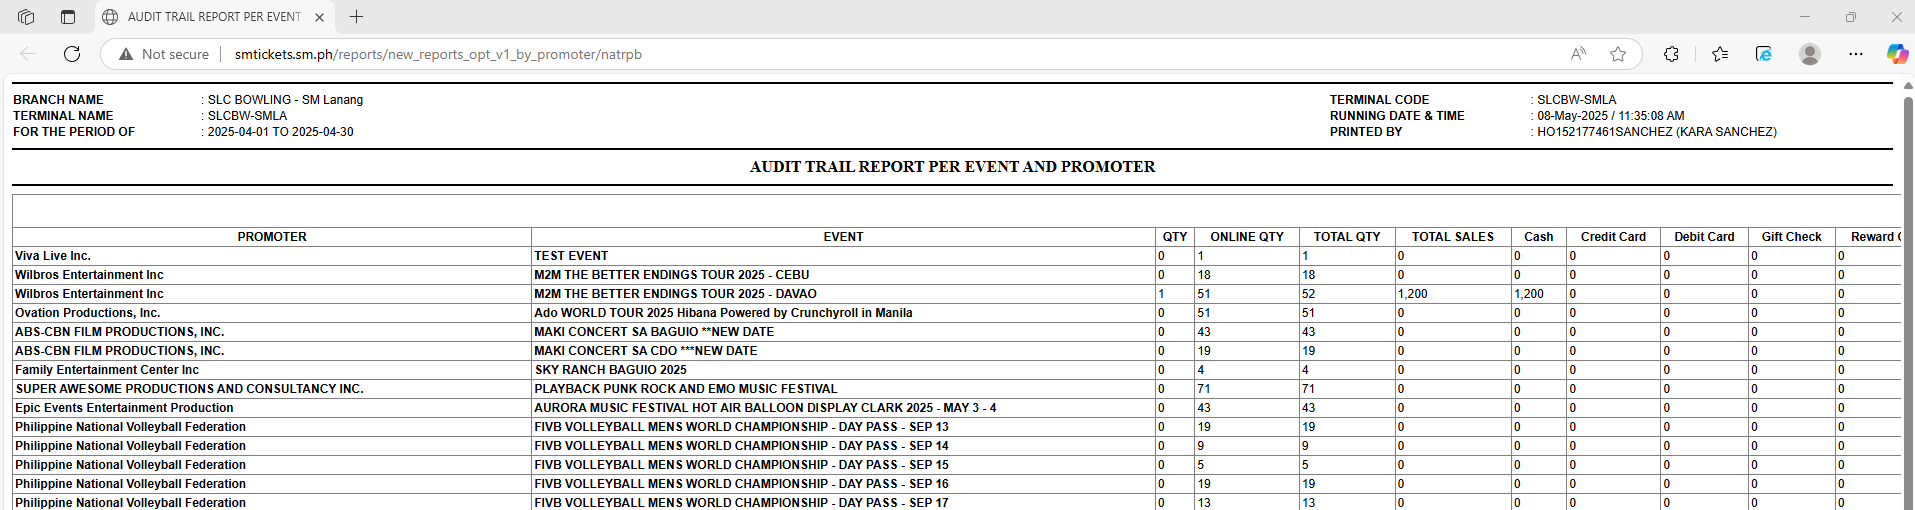 AUDIT TRAIL REPORT PER EVENT
Not secure smtickets.sm.ph/reports/new_reports_opt_v1_by_promoter/natrpb
BRANCH NAME : SLC BOWLING - SM Lanang TERMINAL CODE : SLCBW-SMLA
TERMINAL NAME : SLCBW-SMLA RUNNING DATE & TIME : 08-May-2025 / 11:35:08 AM
FOR THE PERIOD OF : 2025-04-01 TO 2025-04-30 PRINTED BY : HO152177461SANCHEZ (KARA SANCHEZ)
AUDIT TRAIL REPORT PER EVENT AND PROMOTER
PROMOTER EVENT QTY ONLINE QTY TOTAL QTY TOTAL SALES Cash Credit Card Debit Card Gift Check Reward
Viva Live Inc. TEST EVENT 0 1 1 0 0 0 0 0 0
Wilbros Entertainment Inc M2M THE BETTER ENDINGS TOUR 2025 - CEBU 0 18 18 0 0 0 0 0 0
Wilbros Entertainment Inc M2M THE BETTER ENDINGS TOUR 2025 - DAVAO 1 51 52 1,200 1,200 0 0 0 0
Ovation Productions, Inc. Ado WORLD TOUR 2025 Hibana Powered by Crunchyroll in Manila 0 51 51 0 0 0 0 0 0
ABS-CBN FILM PRODUCTIONS, INC. MAKI CONCERT SA BAGUIO **NEW DATE 0 43 43 0 0 0 0 0 0
ABS-CBN FILM PRODUCTIONS, INC. MAKI CONCERT SA CDO ***NEW DATE 0 19 19 0 0 0 0 0 0
Family Entertainment Center Inc SKY RANCH BAGUIO 2025 0 4 4 0 0 0 0 0 0
SUPER AWESOME PRODUCTIONS AND CONSULTANCY INC. PLAYBACK PUNK ROCK AND EMO MUSIC FESTIVAL 0 71 71 0 0 0 0 0 0
Epic Events Entertainment Production AURORA MUSIC FESTIVAL HOT AIR BALLOON DISPLAY CLARK 2025 - MAY 3 - 4 0 43 43 0 0 0 0 0 0
Philippine National Volleyball Federation FIVB VOLLEYBALL MENS WORLD CHAMPIONSHIP - DAY PASS - SEP 13 0 19 19 0 0 0 0 0 0
Philippine National Volleyball Federation FIVB VOLLEYBALL MENS WORLD CHAMPIONSHIP - DAY PASS - SEP 14 0 9 9 0 0 0 0 0 0
Philippine National Volleyball Federation FIVB VOLLEYBALL MENS WORLD CHAMPIONSHIP - DAY PASS - SEP 15 0 5 5 0 0 0 0 0 0
Philippine National Volleyball Federation FIVB VOLLEYBALL MENS WORLD CHAMPIONSHIP - DAY PASS - SEP 16 0 19 19 0 0 0 0 0 0
Philippine National Volleyball Federation FIVB VOLLEYBALL MENS WORLD CHAMPIONSHIP - DAY PASS - SEP 17 0 13 13 0 0 0 0 0 0